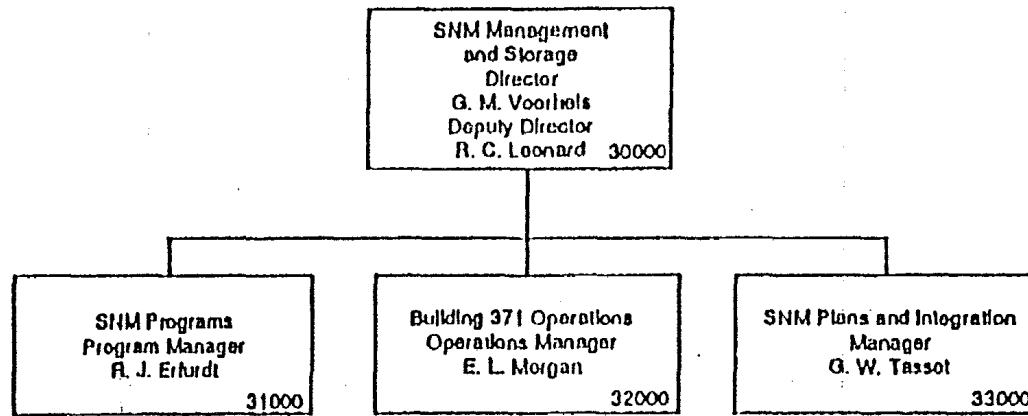 SNM Management
and Storage
Director
G. M. Voorheis
Deputy Director
R. C. Leonard 30000
SNM Programs
Program Manager
R. J. Erfurdt
31000
Building 371 Operations
Operations Manager
E. L. Morgan
32000
SNM Plans and Integration
Manager
G. W. Tasset
33000